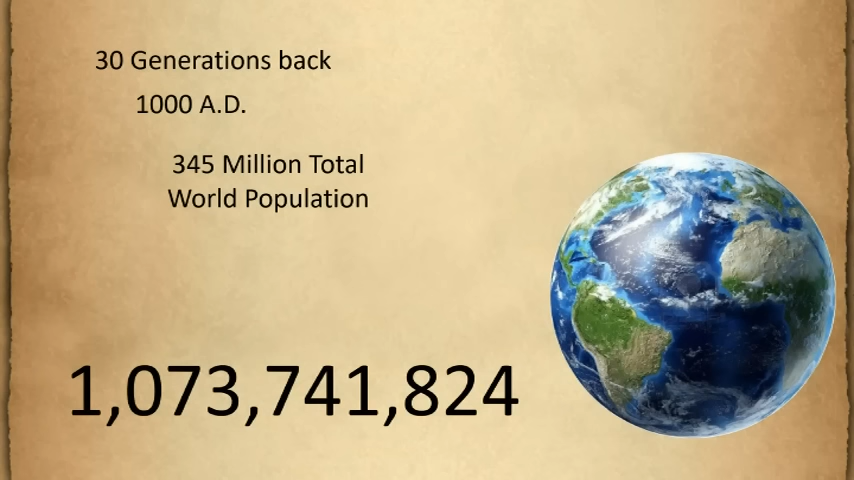 30 Generations back
1000 A.D.
345 Million Total
World Population
1,073,741,824